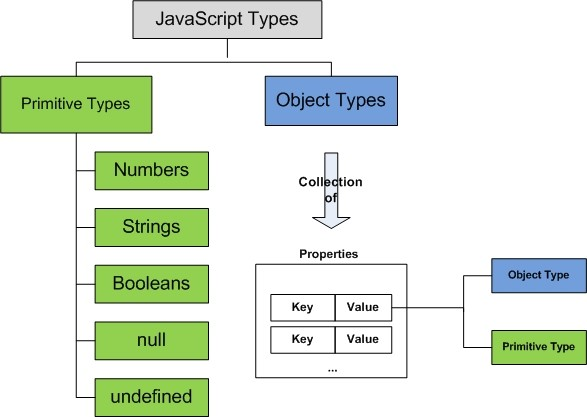 JavaScript Types
Primitive Types
Object Types
Numbers
Strings
Booleans
null
undefined
Collection
of
Properties
Key Value
Key Value
...
Object Type
Primitive Type